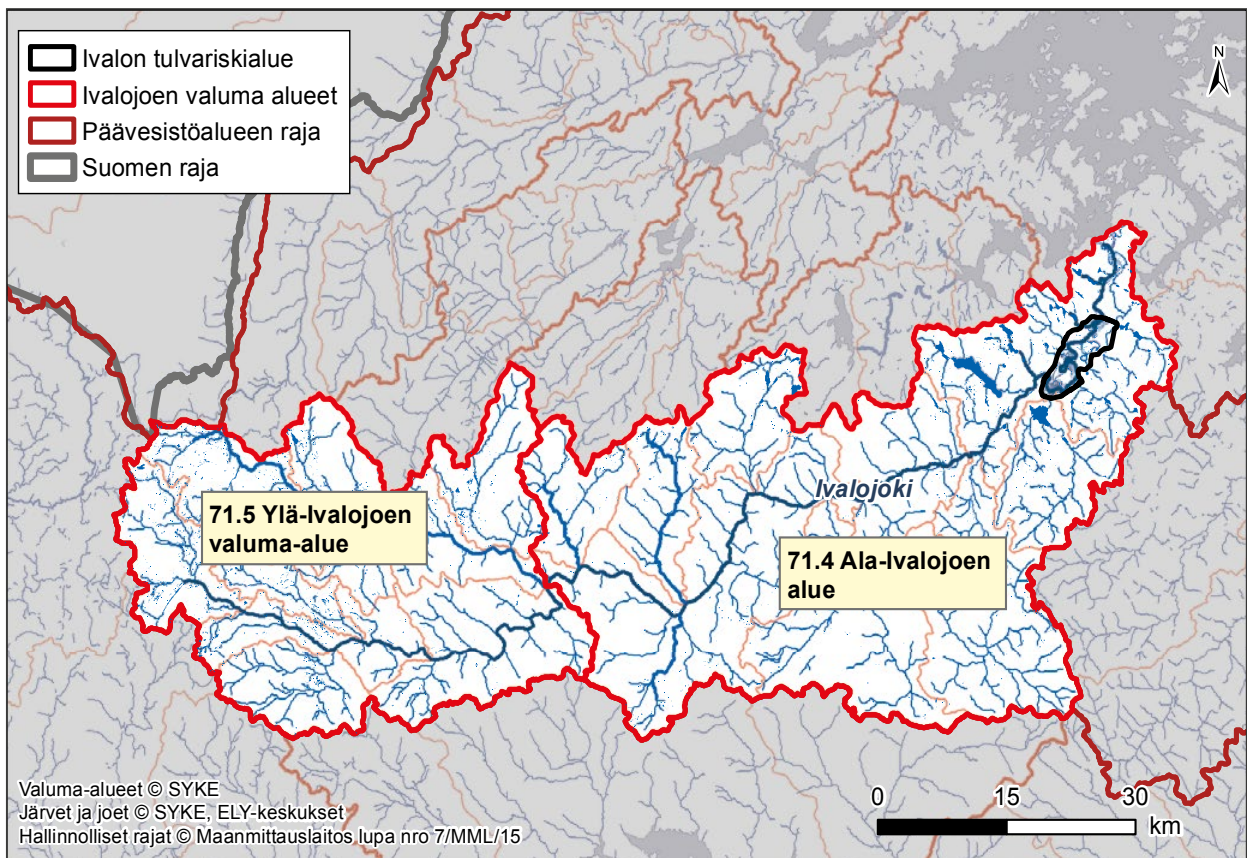 Ivalon tulvariskialue
Ivalojoen valuma alueet
Päävesistöalueen raja
Suomen raja
N
Ivalojoki
71.5 Ylä-Ivalojoen
valuma-alue
71.4 Ala-Ivalojoen
alue
Valuma-alueet © SYKE
Järvet ja joet © SYKE, ELY-keskukset
Hallinnolliset rajat © Maanmittauslaitos lupa nro 7/MML/15
0 15 30
km